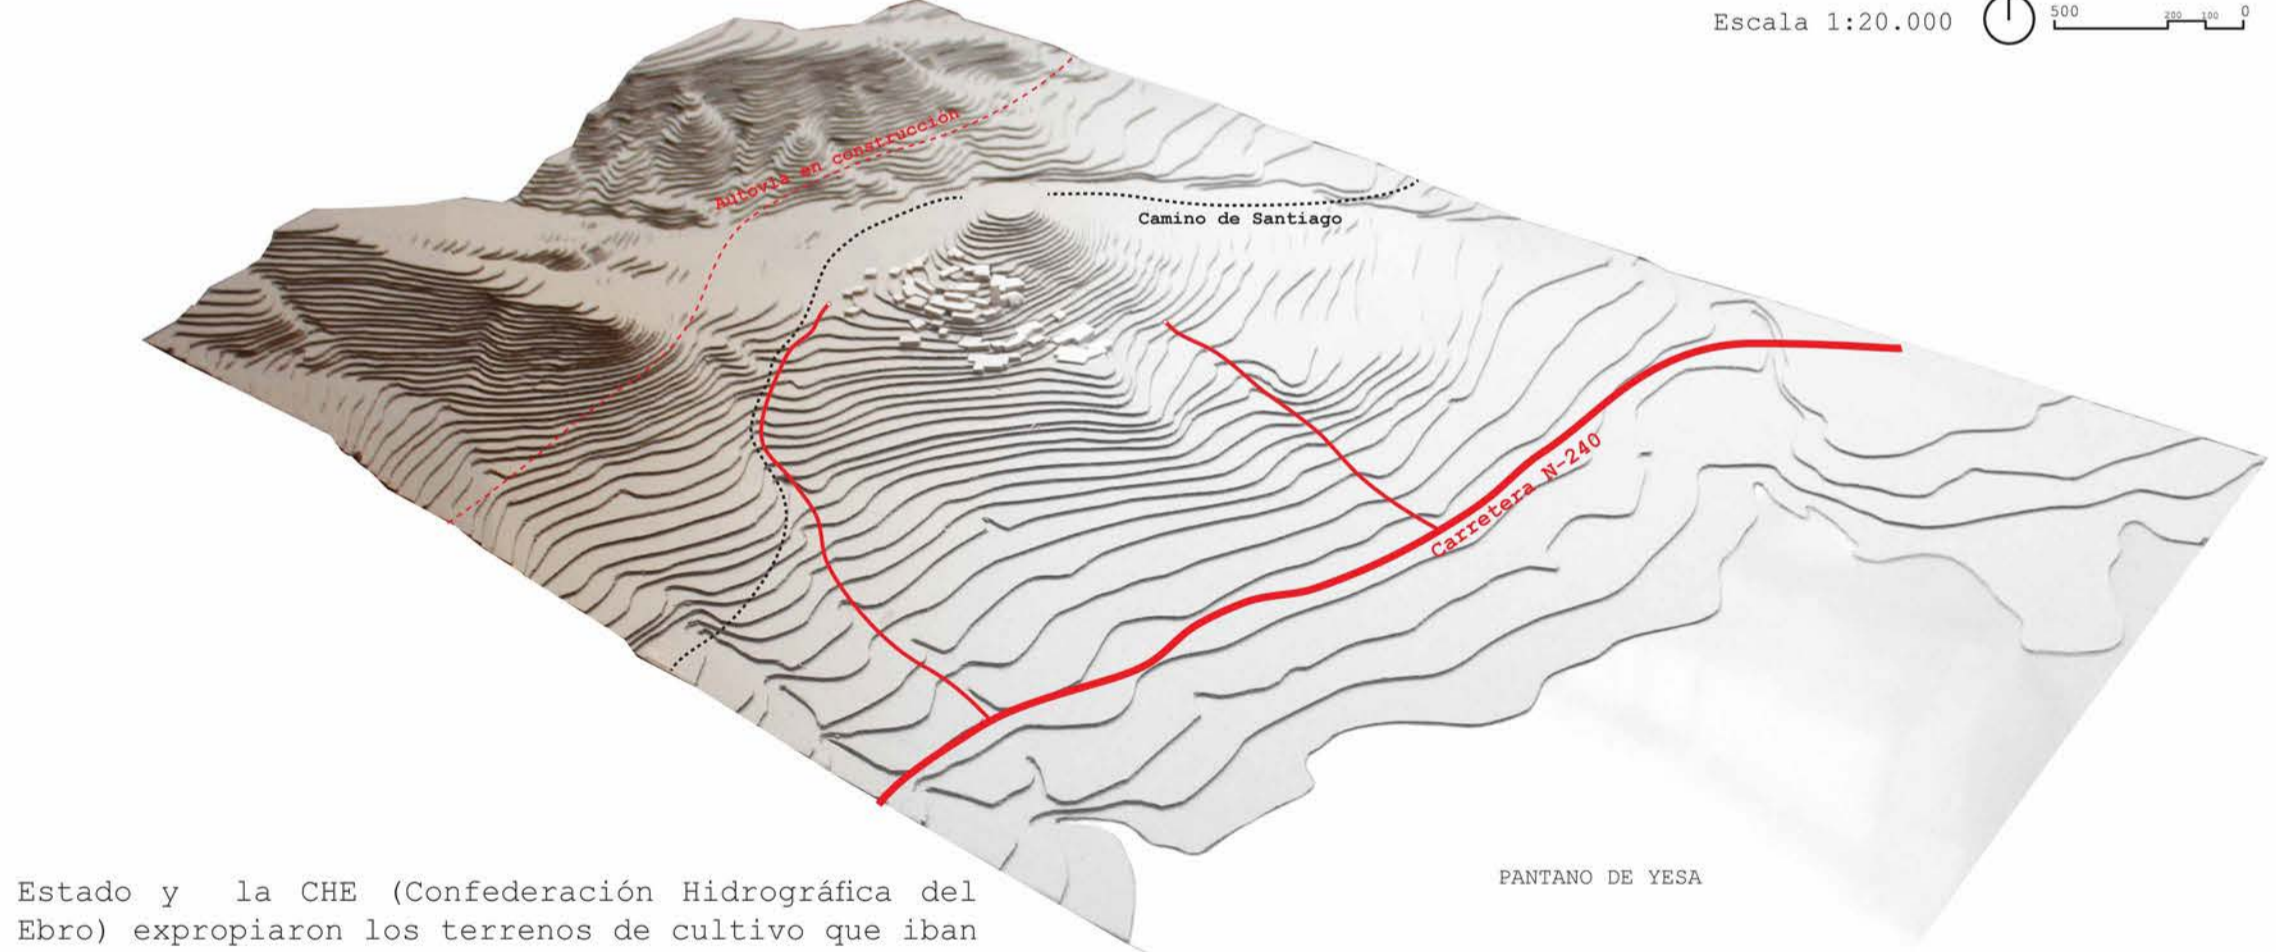 Escala 1:20.000
500 200 100 0
Autovía en construcción
Camino de Santiago
Carretera N-240
PANTANO DE YESA
Estado y la CHE (Confederación Hidrográfica del
Ebro) expropiaron los terrenos de cultivo que iban